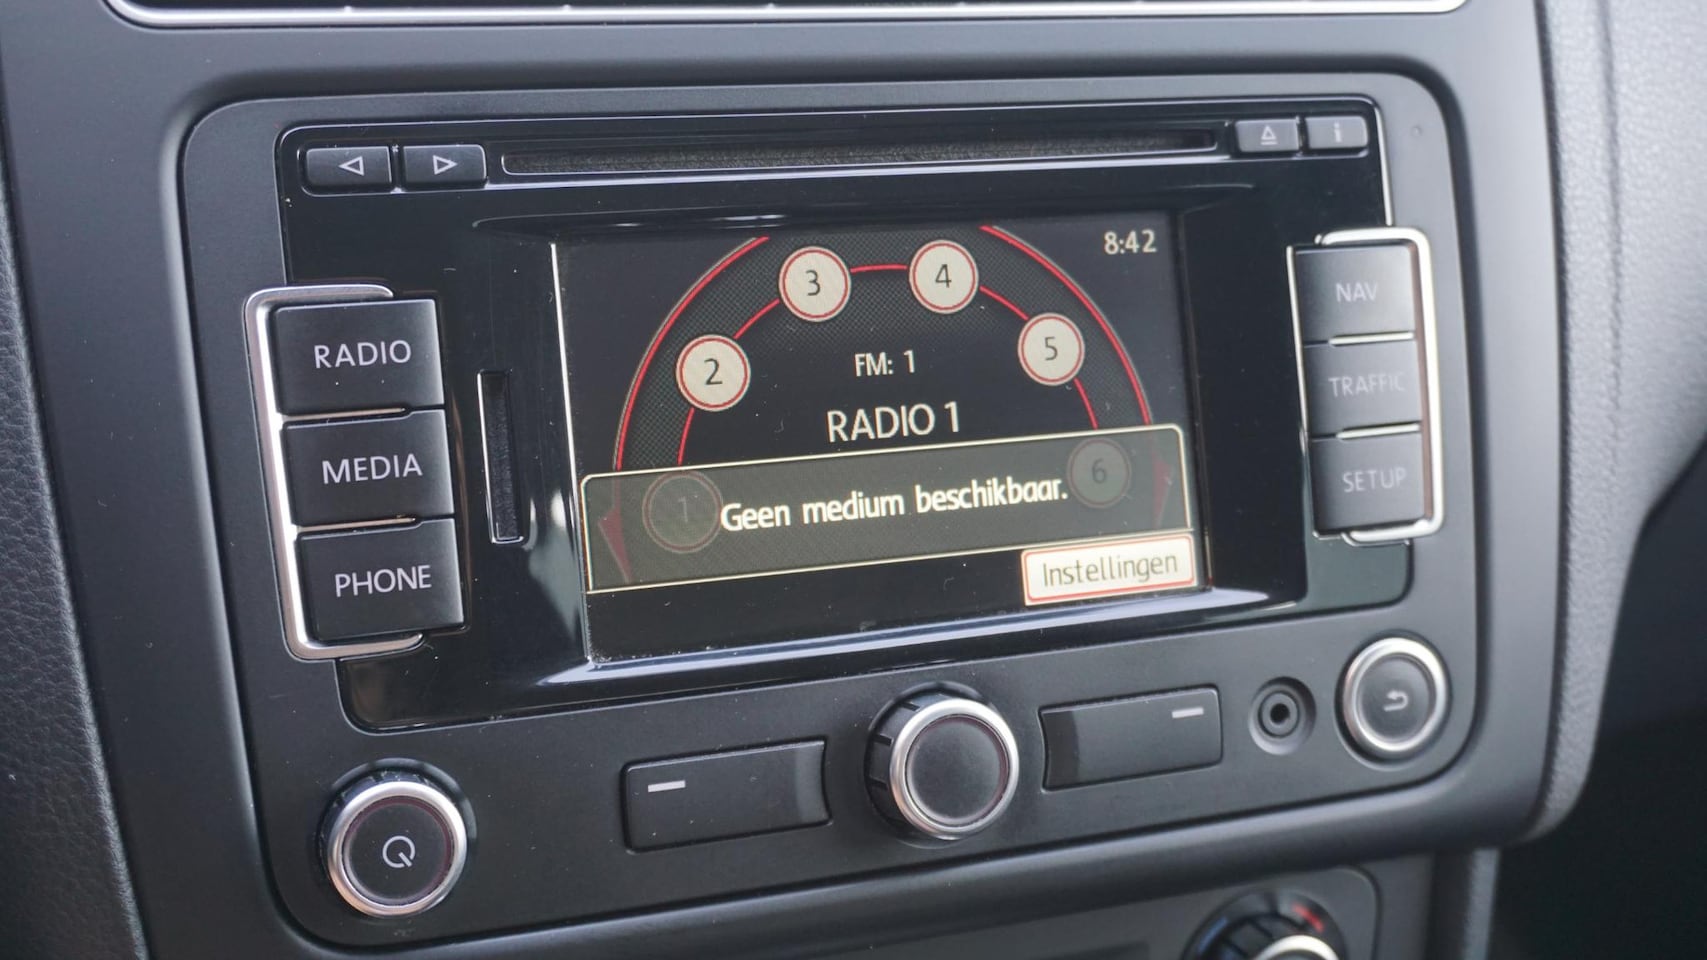 8:42
3
4
2
5
FM: 1
RADIO 1
1
6
Geen medium beschikbaar.
Instellingen
RADIO
MEDIA
PHONE
NAV
TRAFFIC
SETUP
i